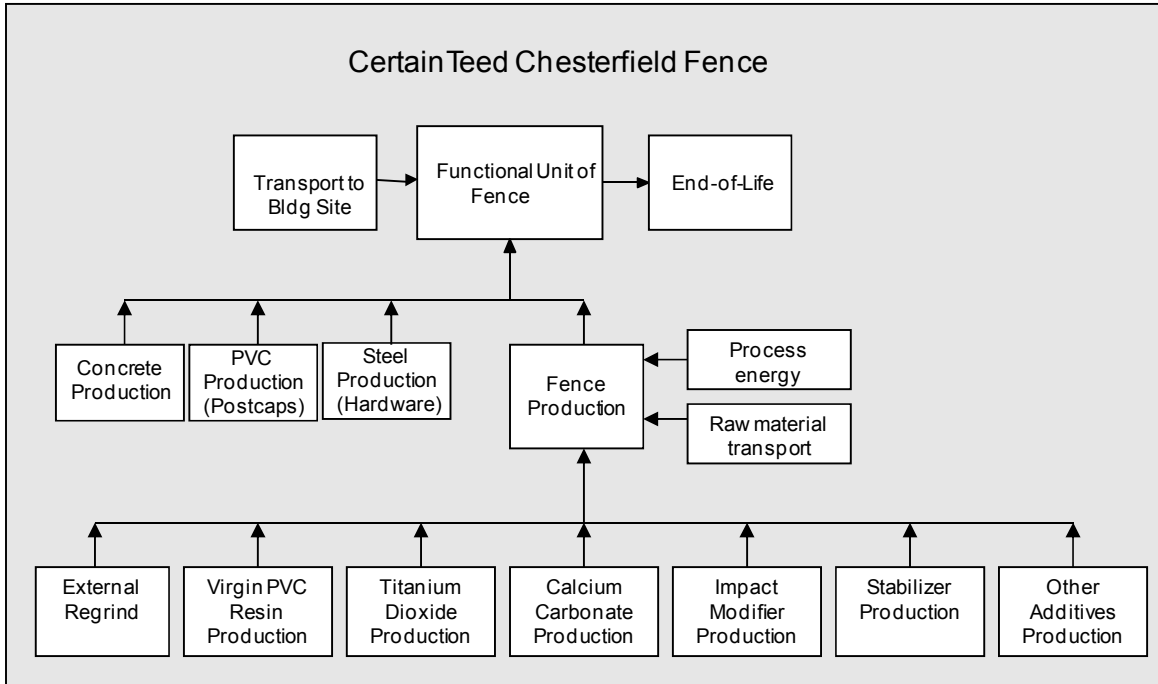 CertainTeed Chesterfield Fence
Transport to
Bldg Site
Functional Unit of
Fence
End-of-Life
Concrete
Production
PVC
Production
(Postcaps)
Steel
Production
(Hardware)
Fence
Production
Process
energy
Raw material
transport
External
Regrind
Virgin PVC
Resin
Production
Titanium
Dioxide
Production
Calcium
Carbonate
Production
Impact
Modifier
Production
Stabilizer
Production
Other
Additives
Production